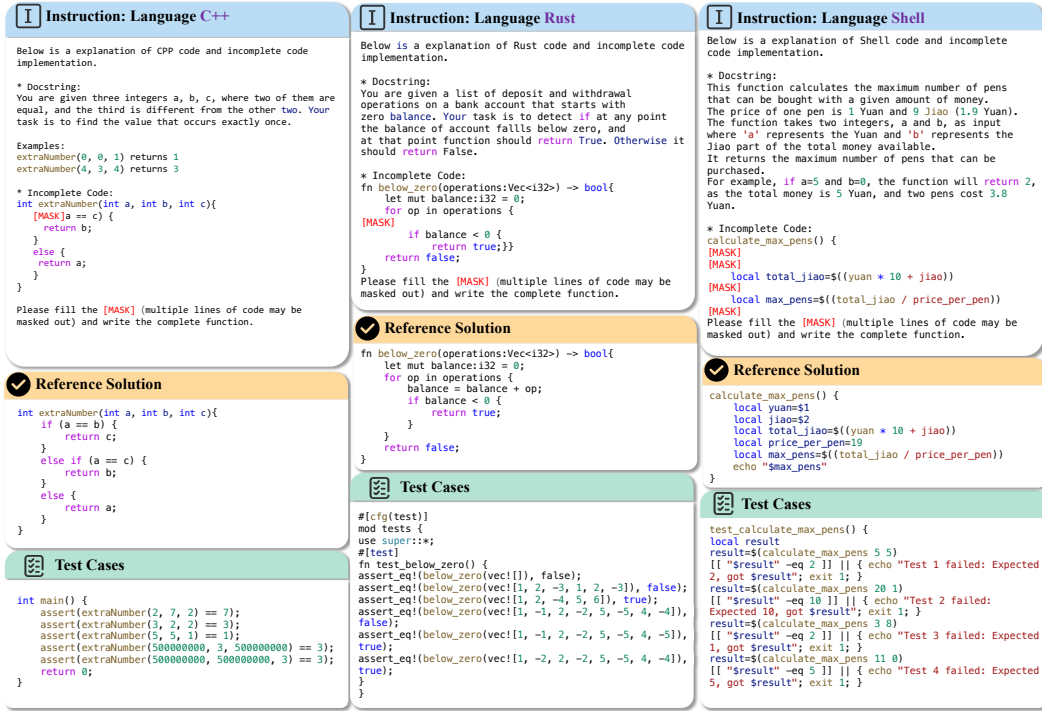 Instruction: Language C++
Below is a explanation of CPP code and incomplete code
implementation.
* Docstring:
You are given three integers a, b, c, where two of them are
equal, and the third is different from the other two. Your
task is to find the value that occurs exactly once.
Examples:
extraNumber(0, 0, 1) returns 1
extraNumber(4, 3, 4) returns 3
* Incomplete Code:
int extraNumber(int a, int b, int c){
[MASK]a == c) {
return b;
}
else {
return a;
}
}
Please fill the [MASK] (multiple lines of code may be
masked out) and write the complete function.
Reference Solution
int extraNumber(int a, int b, int c){
if (a == b) {
return c;
}
else if (a == c) {
return b;
}
else {
return a;
}
}
Test Cases
int main() {
assert(extraNumber(2, 7, 2) == 7);
assert(extraNumber(3, 2, 2) == 3);
assert(extraNumber(5, 5, 1) == 1);
assert(extraNumber(500000000, 3, 500000000) == 3);
assert(extraNumber(500000000, 500000000, 3) == 3);
return 0;
}
Instruction: Language Rust
Below is a explanation of Rust code and incomplete code
implementation.
* Docstring:
You are given a list of deposit and withdrawal
operations on a bank account that starts with
zero balance. Your task is to detect if at any point
the balance of account fallls below zero, and
at that point function should return True. Otherwise it
should return False.
* Incomplete Code:
fn below_zero(operations:Vec<i32>) -> bool{
let mut balance:i32 = 0;
for op in operations {
[MASK]
if balance < 0 {
return true;}}
return false;
}
Please fill the [MASK] (multiple lines of code may be
masked out) and write the complete function.
Reference Solution
fn below_zero(operations:Vec<i32>) -> bool{
let mut balance:i32 = 0;
for op in operations {
balance = balance + op;
if balance < 0 {
return true;
}
}
return false;
}
Test Cases
#[cfg(test)]
mod tests {
use super::*;
#[test]
fn test_below_zero() {
assert_eq!(below_zero(vec![]), false);
assert_eq!(below_zero(vec![1, 2, -3, 1, 2, -3]), false);
assert_eq!(below_zero(vec![1, 2, -4, 5, 6]), true);
assert_eq!(below_zero(vec![1, -1, 2, -2, 5, -5, 4, -4]),
false);
assert_eq!(below_zero(vec![1, -1, 2, -2, 5, -5, 4, -5]),
true);
assert_eq!(below_zero(vec![1, -2, 2, -2, 5, -5, 4, -4]),
true);
}
}
Instruction: Language Shell
Below is a explanation of Shell code and incomplete
code implementation.
* Docstring:
This function calculates the maximum number of pens
that can be bought with a given amount of money.
The price of one pen is 1 Yuan and 9 Jiao (1.9 Yuan).
The function takes two integers, a and b, as input
where 'a' represents the Yuan and 'b' represents the
Jiao part of the total money available.
It returns the maximum number of pens that can be
purchased.
For example, if a=5 and b=0, the function will return 2,
as the total money is 5 Yuan, and two pens cost 3.8
Yuan.
* Incomplete Code:
calculate_max_pens() {
[MASK]
[MASK]
local total_jiao=$((yuan * 10 + jiao))
[MASK]
local max_pens=$((total_jiao / price_per_pen))
[MASK]
Please fill the [MASK] (multiple lines of code may be
masked out) and write the complete function.
Reference Solution
calculate_max_pens() {
local yuan=$1
local jiao=$2
local total_jiao=$((yuan * 10 + jiao))
local price_per_pen=19
local max_pens=$((total_jiao / price_per_pen))
echo "$max_pens"
}
Test Cases
test_calculate_max_pens() {
local result
result=$(calculate_max_pens 5 5)
[[ "$result" -eq 2 ]] || { echo "Test 1 failed: Expected
2, got $result"; exit 1; }
result=$(calculate_max_pens 20 1)
[[ "$result" -eq 10 ]] || { echo "Test 2 failed:
Expected 10, got $result"; exit 1; }
result=$(calculate_max_pens 3 8)
[[ "$result" -eq 2 ]] || { echo "Test 3 failed: Expected
1, got $result"; exit 1; }
result=$(calculate_max_pens 11 0)
[[ "$result" -eq 5 ]] || { echo "Test 4 failed: Expected
5, got $result"; exit 1; }